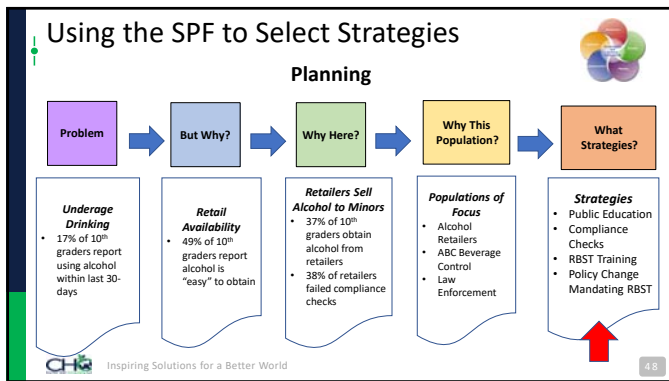 Using the SPF to Select Strategies
Planning
Problem
But Why?
Why Here?
Why This
Population?
What
Strategies?
Underage
Drinking
• 17% of 10th
graders report
using alcohol
within last 30-
days
Retail
Availability
• 49% of 10th
graders report
alcohol is
“easy” to obtain
Retailers Sell
Alcohol to Minors
• 37% of 10th
graders obtain
alcohol from
retailers
• 38% of retailers
failed compliance
checks
Populations of
Focus
• Alcohol
Retailers
• ABC Beverage
Control
• Law
Enforcement
Strategies
• Public Education
• Compliance
Checks
• RBST Training
• Policy Change
Mandating RBST
Inspiring Solutions for a Better World
48